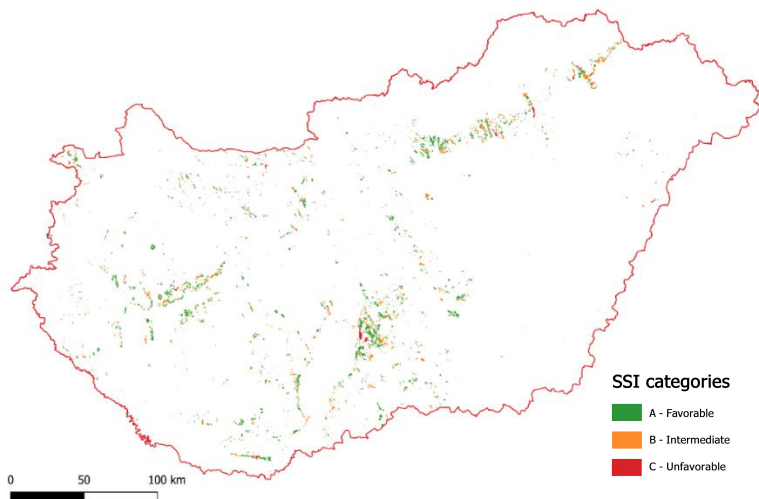 SSI categories
A - Favorable
B - Intermediate
C - Unfavorable
0 50 100 km